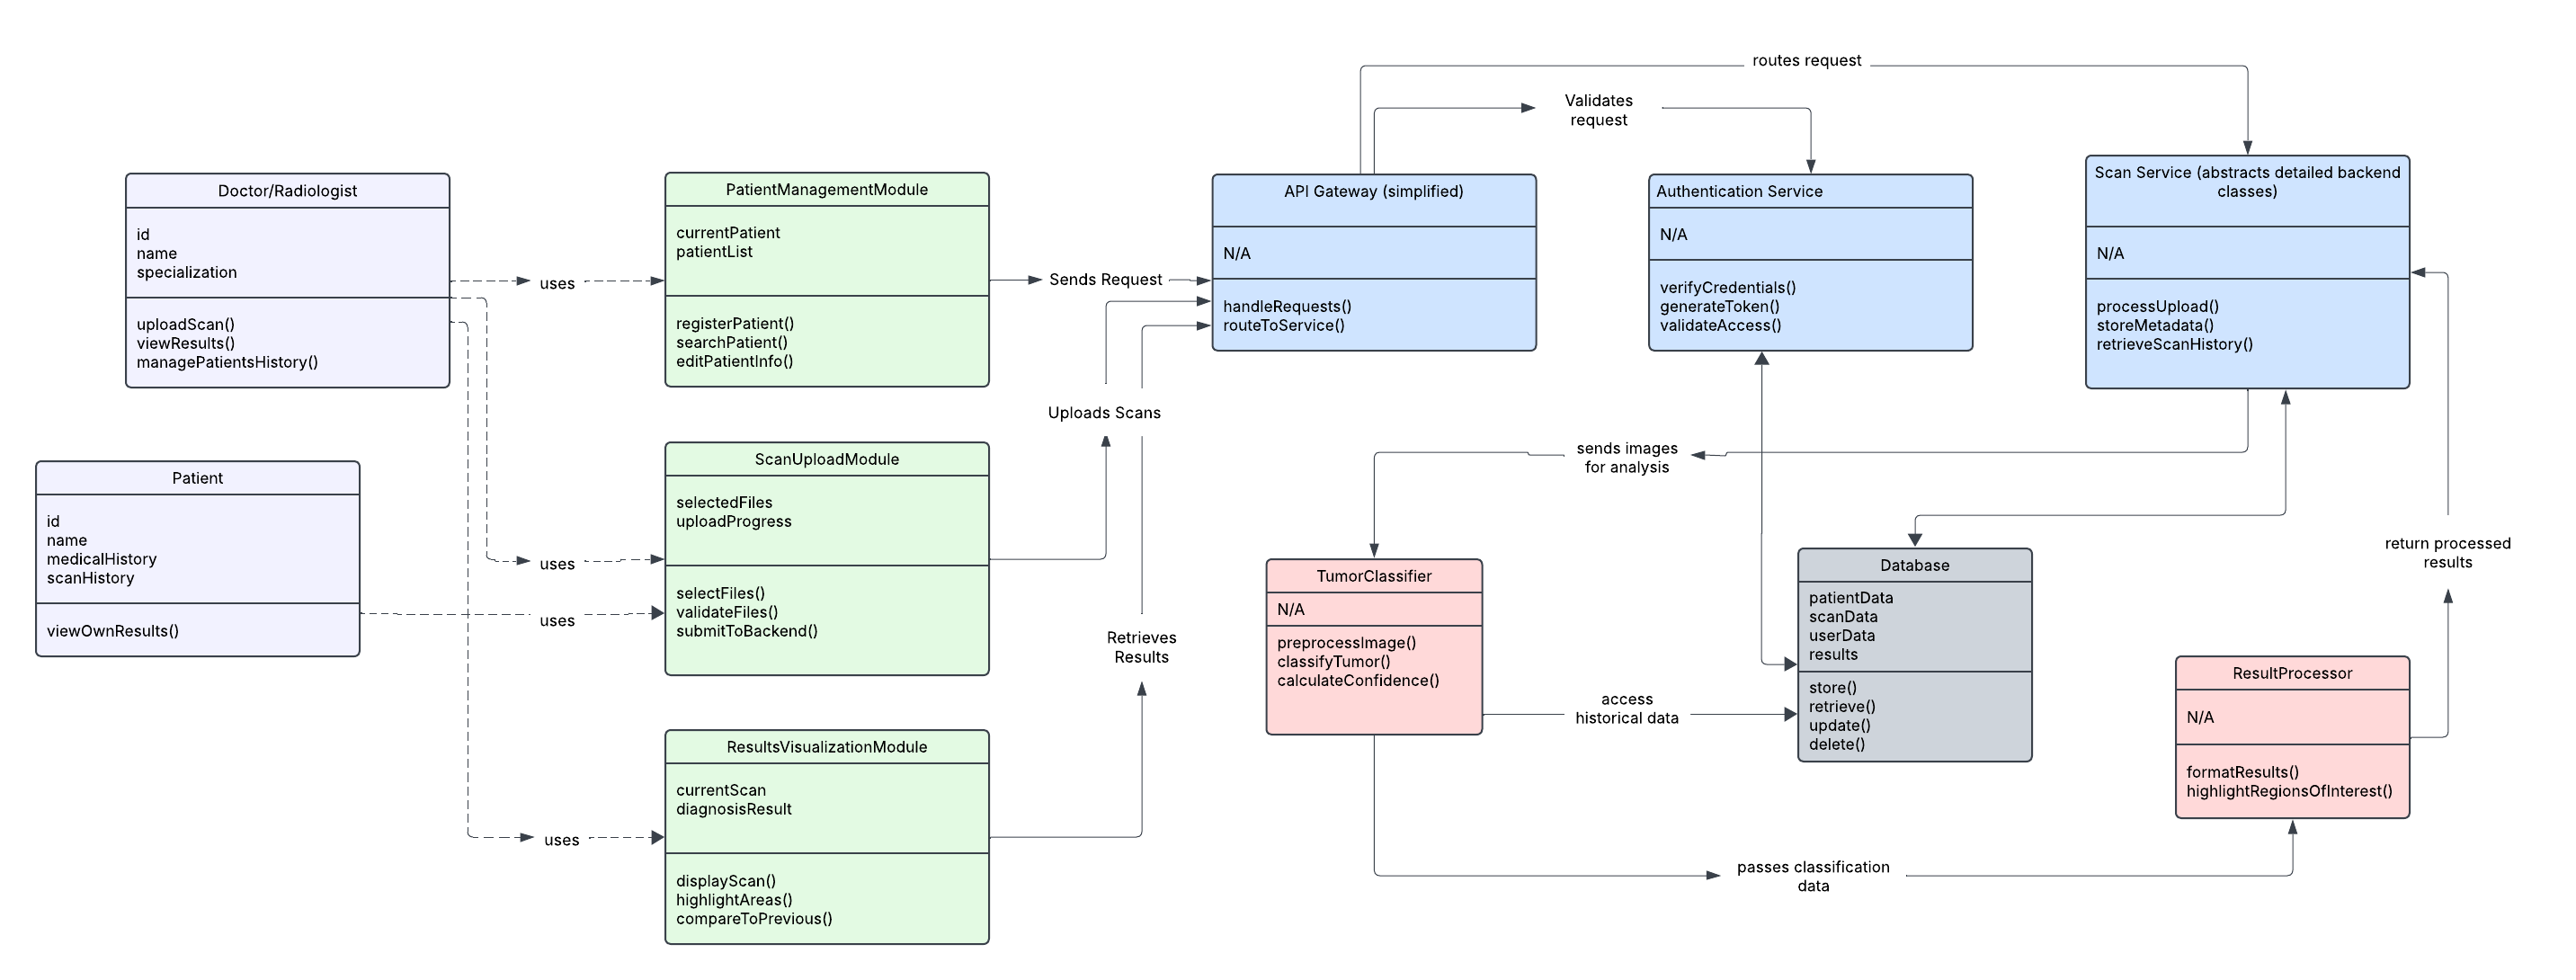 routes request
Validates
request
Doctor/Radiologist
id
name
specialization
uploadScan()
viewResults()
managePatientsHistory()
uses
PatientManagementModule
currentPatient
patientList
registerPatient()
searchPatient()
editPatientInfo()
Sends Request
API Gateway (simplified)
N/A
handleRequests()
routeToService()
Authentication Service
N/A
verifyCredentials()
generateToken()
validateAccess()
Scan Service (abstracts detailed backend
classes)
N/A
processUpload()
storeMetadata()
retrieveScanHistory()
Uploads Scans
sends images
for analysis
Patient
id
name
medicalHistory
scanHistory
viewOwnResults()
uses
uses
ScanUploadModule
selectedFiles
uploadProgress
selectFiles()
validateFiles()
submitToBackend()
Retrieves
Results
TumorClassifier
N/A
preprocessImage()
classifyTumor()
calculateConfidence()
access
historical data
Database
patientData
scanData
userData
results
store()
retrieve()
update()
delete()
return processed
results
ResultProcessor
N/A
formatResults()
highlightRegionsOfInterest()
uses
ResultsVisualizationModule
currentScan
diagnosisResult
displayScan()
highlightAreas()
compareToPrevious()
passes classification
data